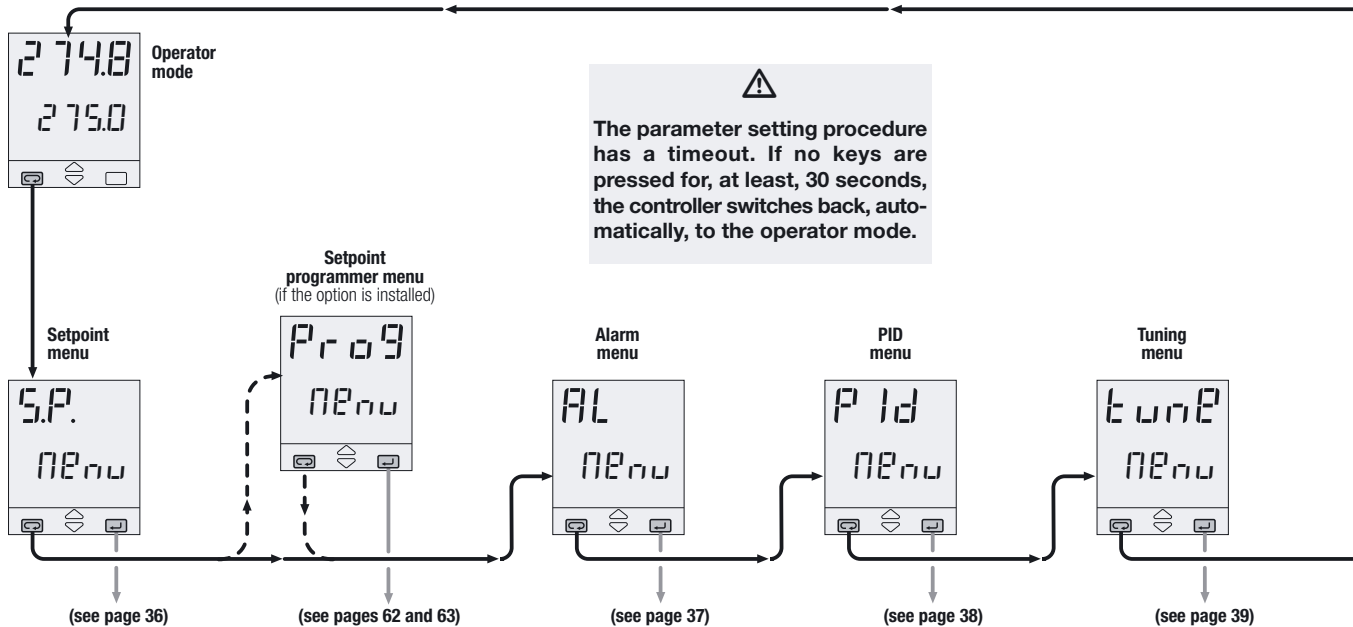 274.8
275.0
Operator
mode
The parameter setting procedure
has a timeout. If no keys are
pressed for, at least, 30 seconds,
the controller switches back, auto-
matically, to the operator mode.
Setpoint
programmer menu
(if the option is installed)
Prog
MEnu
Setpoint
menu
S.P.
MEnu
Alarm
menu
AL
MEnu
PID
menu
PId
MEnu
Tuning
menu
tunE
MEnu
(see page 36)
(see pages 62 and 63)
(see page 37)
(see page 38)
(see page 39)